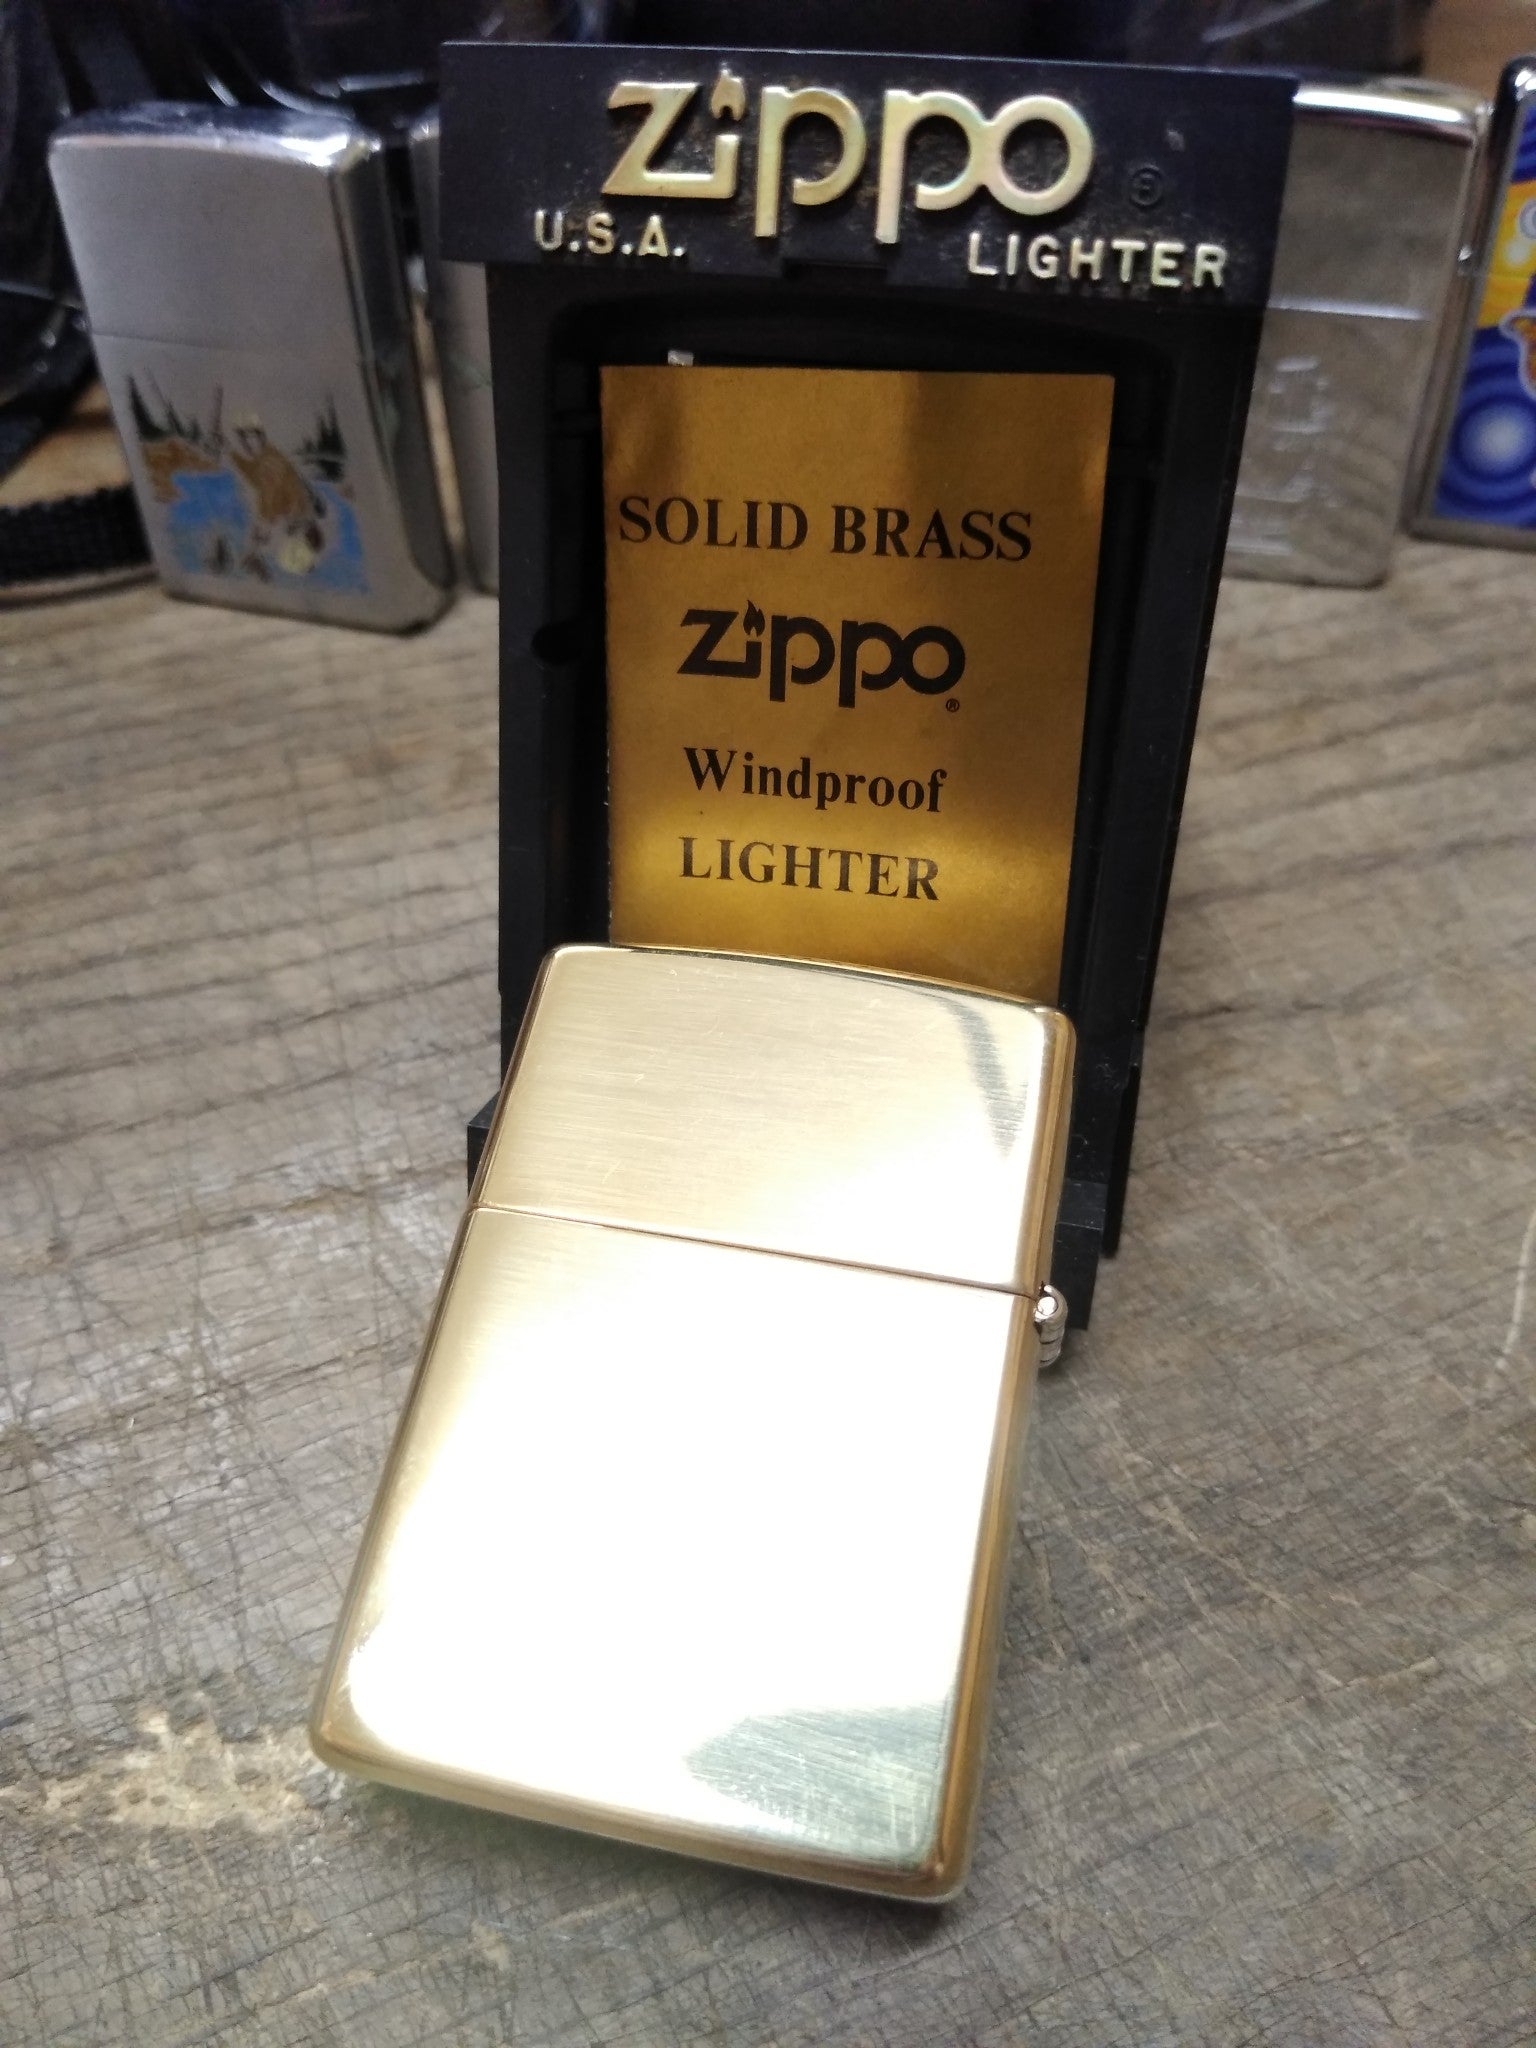 Zippo ®
U.S.A. LIGHTER
SOLID BRASS
Zippo ®
Windproof
LIGHTER